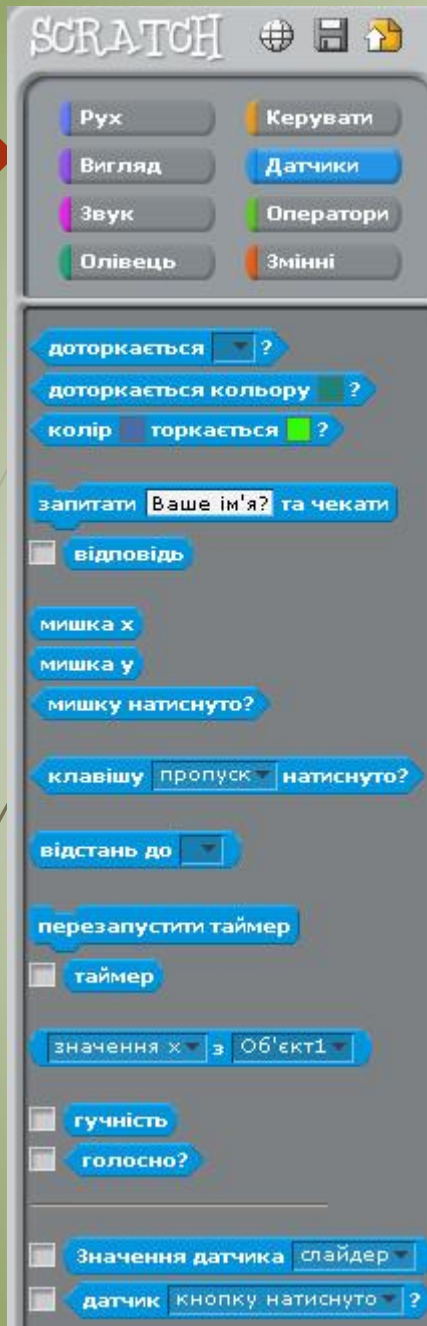 SCRATCH
Рух Керувати
Вигляд Датчики
Звук Оператори
Олівець Змінні
доторкається ?
доторкається кольору ?
колір торкається ?
запитати Ваше ім'я? та чекати
відповідь
мишка x
мишка y
мишку натиснуто?
клавішу пропуск натиснуто?
відстань до
перезапустити таймер
таймер
значення x з Об'єкт1
гучність
голосно?
Значення датчика слайдер
датчик кнопку натиснуто ?